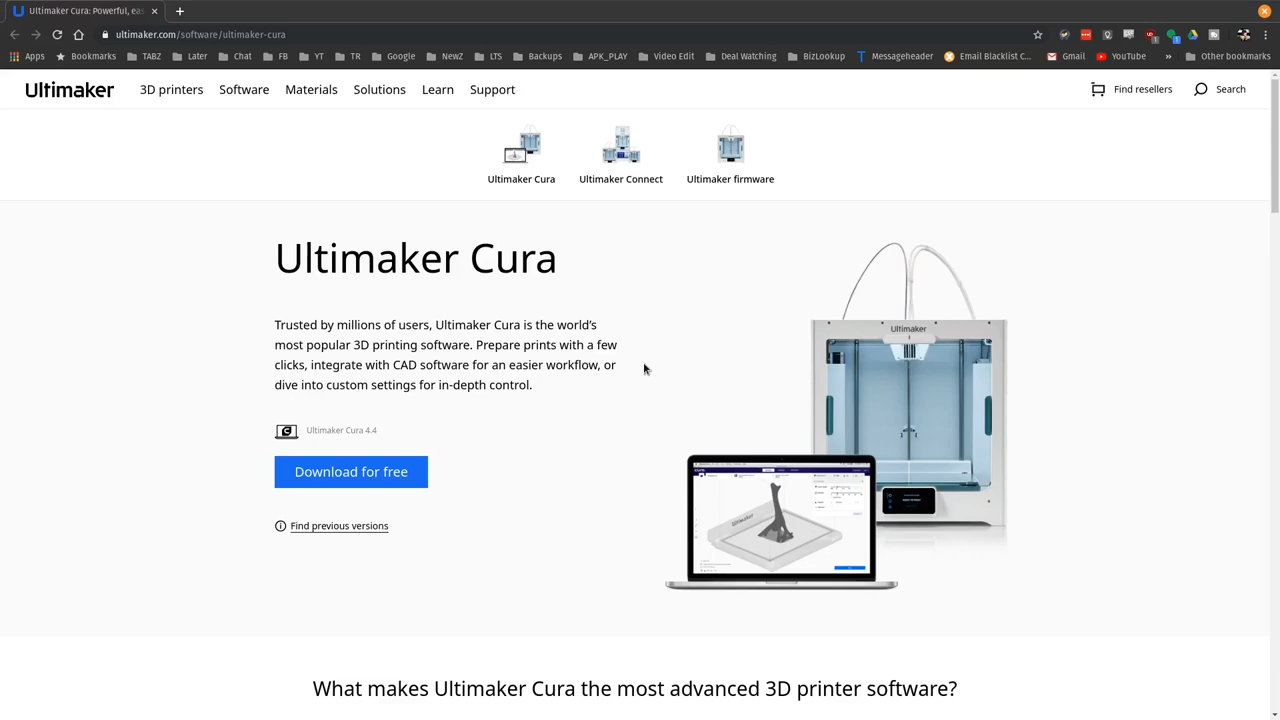 Ultimaker Cura: Powerful, eas
ultimaker.com/software/ultimaker-cura
Apps Bookmarks TABZ Later Chat FB YT TR Google NewZ LTS Backups APK_PLAY Video Edit Deal Watching BizLookup Messageheader Email Blacklist C... Gmail YouTube » Other bookmarks
Ultimaker 3D printers Software Materials Solutions Learn Support Find resellers Search
Ultimaker Cura Ultimaker Connect Ultimaker firmware
Ultimaker Cura
Trusted by millions of users, Ultimaker Cura is the world's
most popular 3D printing software. Prepare prints with a few
clicks, integrate with CAD software for an easier workflow, or
dive into custom settings for in-depth control.
Ultimaker Cura 4.4
Download for free
Find previous versions
Ultimaker
Ultimaker
What makes Ultimaker Cura the most advanced 3D printer software?